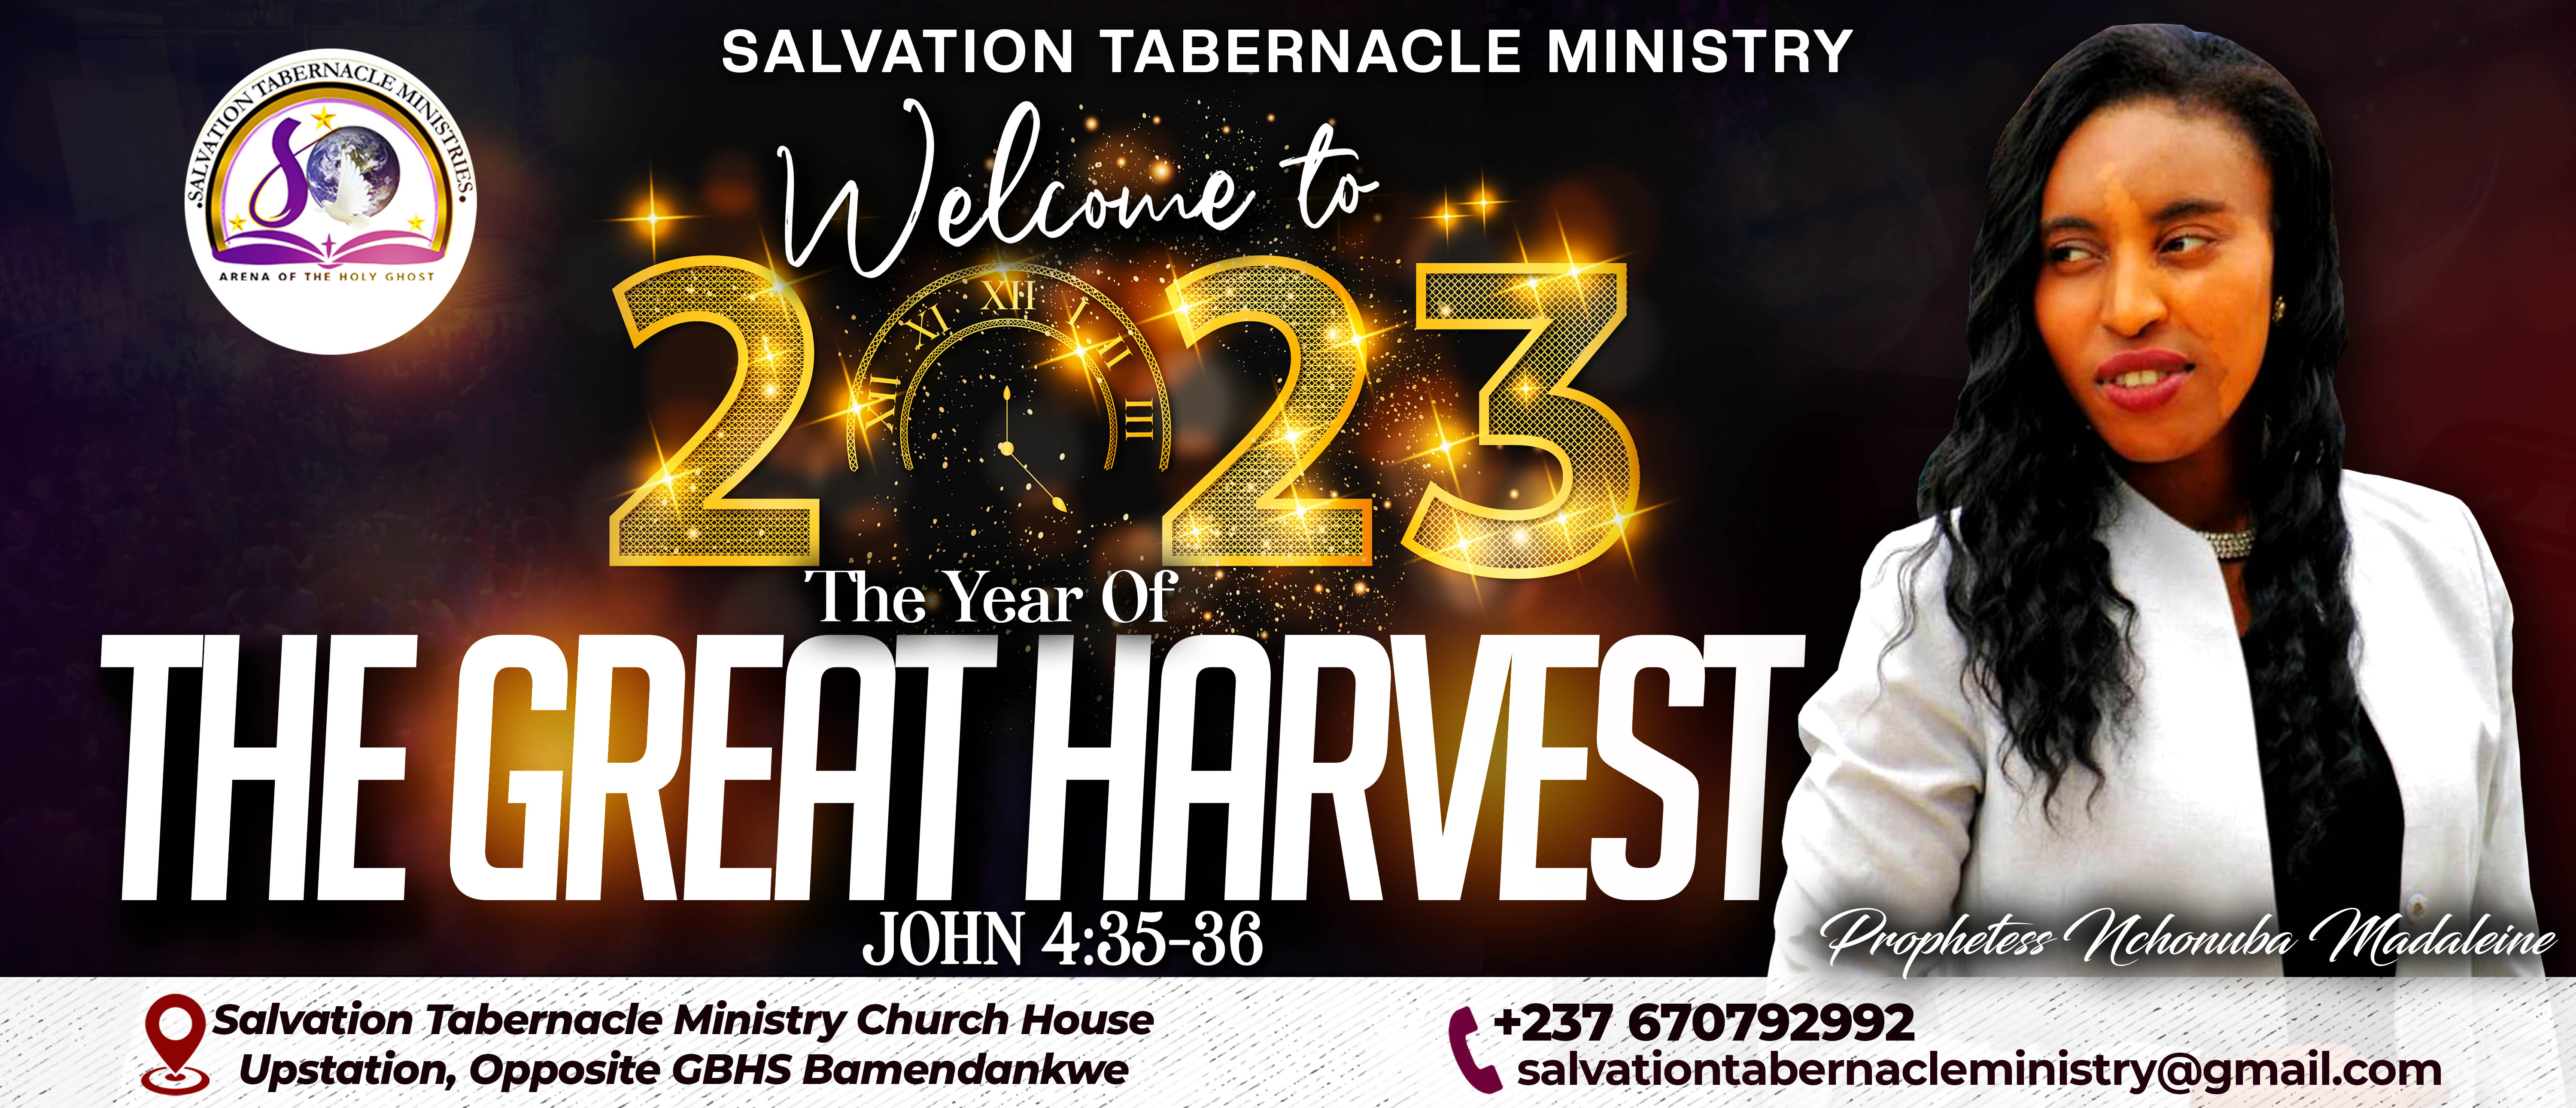 SALVATION TABERNACLE MINISTRY
•SALVATION TABERNACLE MINISTRIES•
ARENA OF THE HOLY GHOST
Welcome to
2023
XII XI XII I VII III
The Year Of
THE GREAT HARVEST
JOHN 4:35-36
Prophetess Nchonuba Madaleine
Salvation Tabernacle Ministry Church House
Upstation, Opposite GBHS Bamendankwe
+237 670792992
salvationtabernacleministry@gmail.com